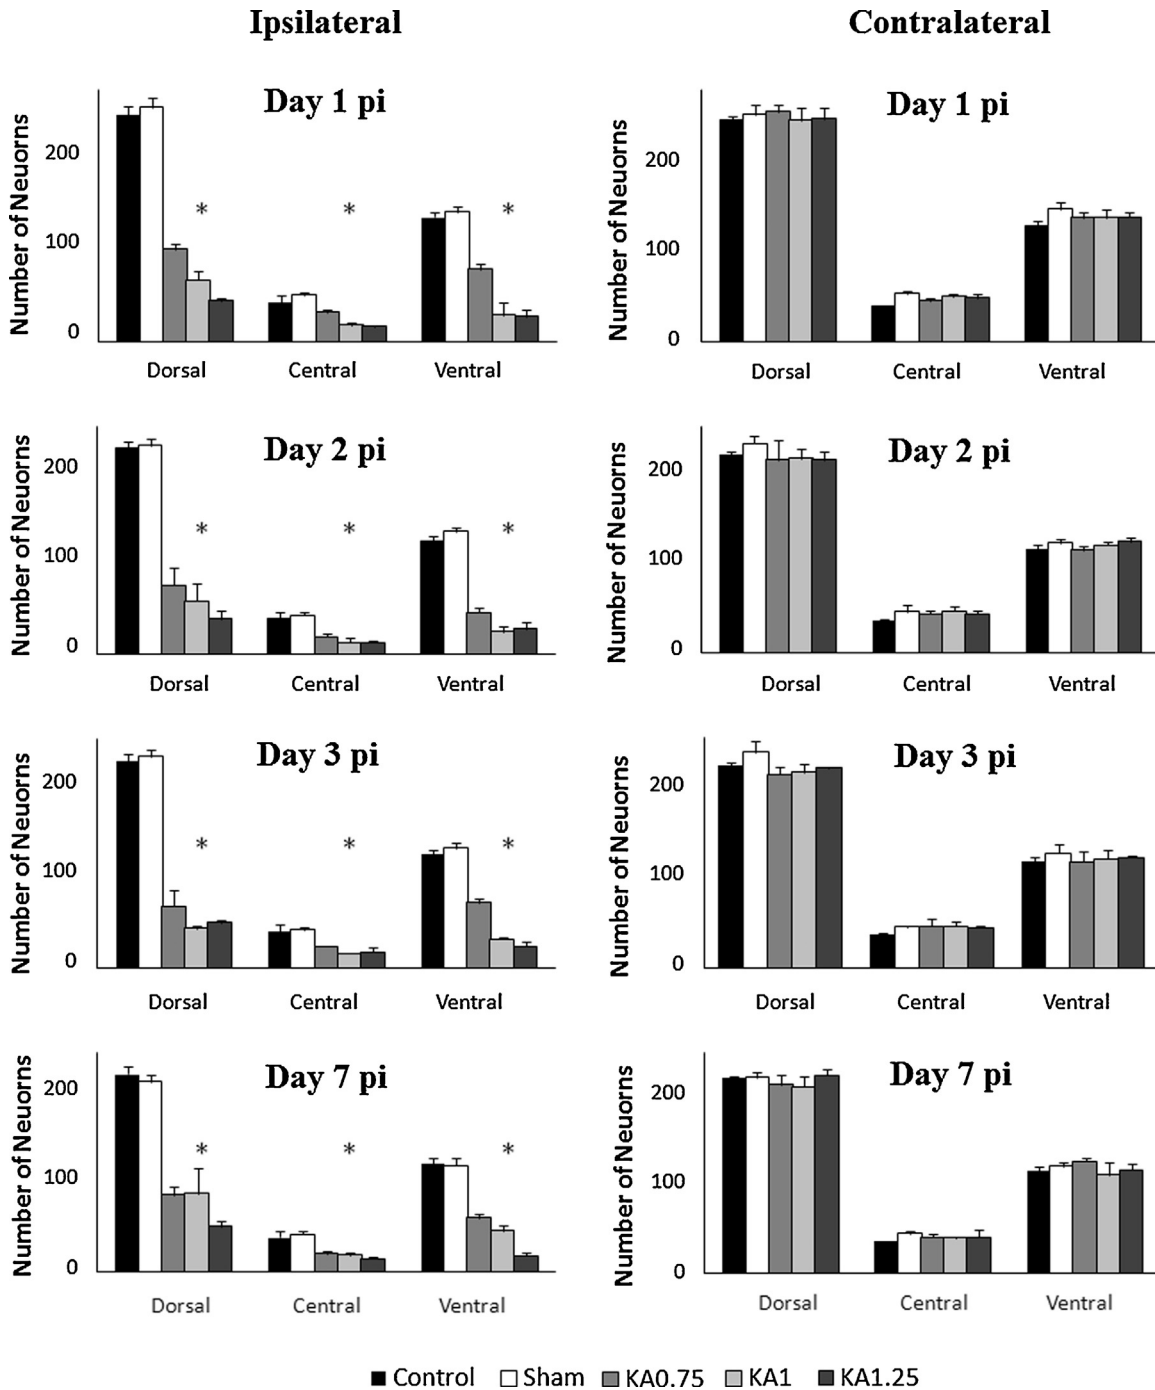 Ipsilateral Contralateral
Day 1 pi
Number of Neuorns
200
100
0
*
*
*
Dorsal Central Ventral
Day 1 pi
Number of Neuorns
200
100
0
Dorsal Central Ventral
Day 2 pi
Number of Neuorns
200
100
0
*
*
*
Dorsal Central Ventral
Day 2 pi
Number of Neuorns
200
100
0
Dorsal Central Ventral
Day 3 pi
Number of Neuorns
200
100
0
*
*
*
Dorsal Central Ventral
Day 3 pi
Number of Neuorns
200
100
0
Dorsal Central Ventral
Day 7 pi
Number of Neuorns
200
100
0
*
*
*
Dorsal Central Ventral
Day 7 pi
Number of Neuorns
200
100
0
Dorsal Central Ventral
Control Sham KA0.75 KA1 KA1.25